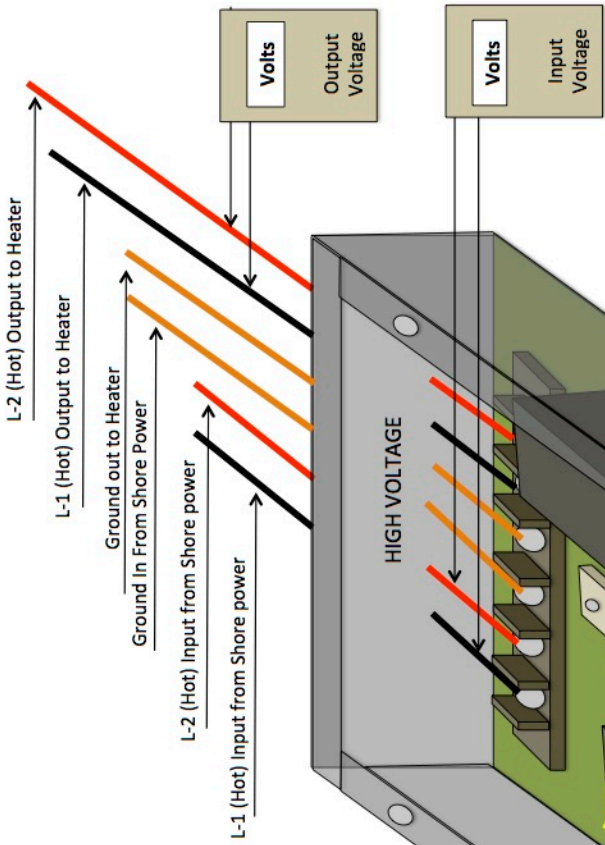 L-2 (Hot) Output to Heater
L-1 (Hot) Output to Heater
Ground out to Heater
Ground In From Shore Power
L-2 (Hot) Input from Shore power
L-1 (Hot) Input from Shore power
HIGH VOLTAGE
Volts
Output
Voltage
Volts
Input
Voltage